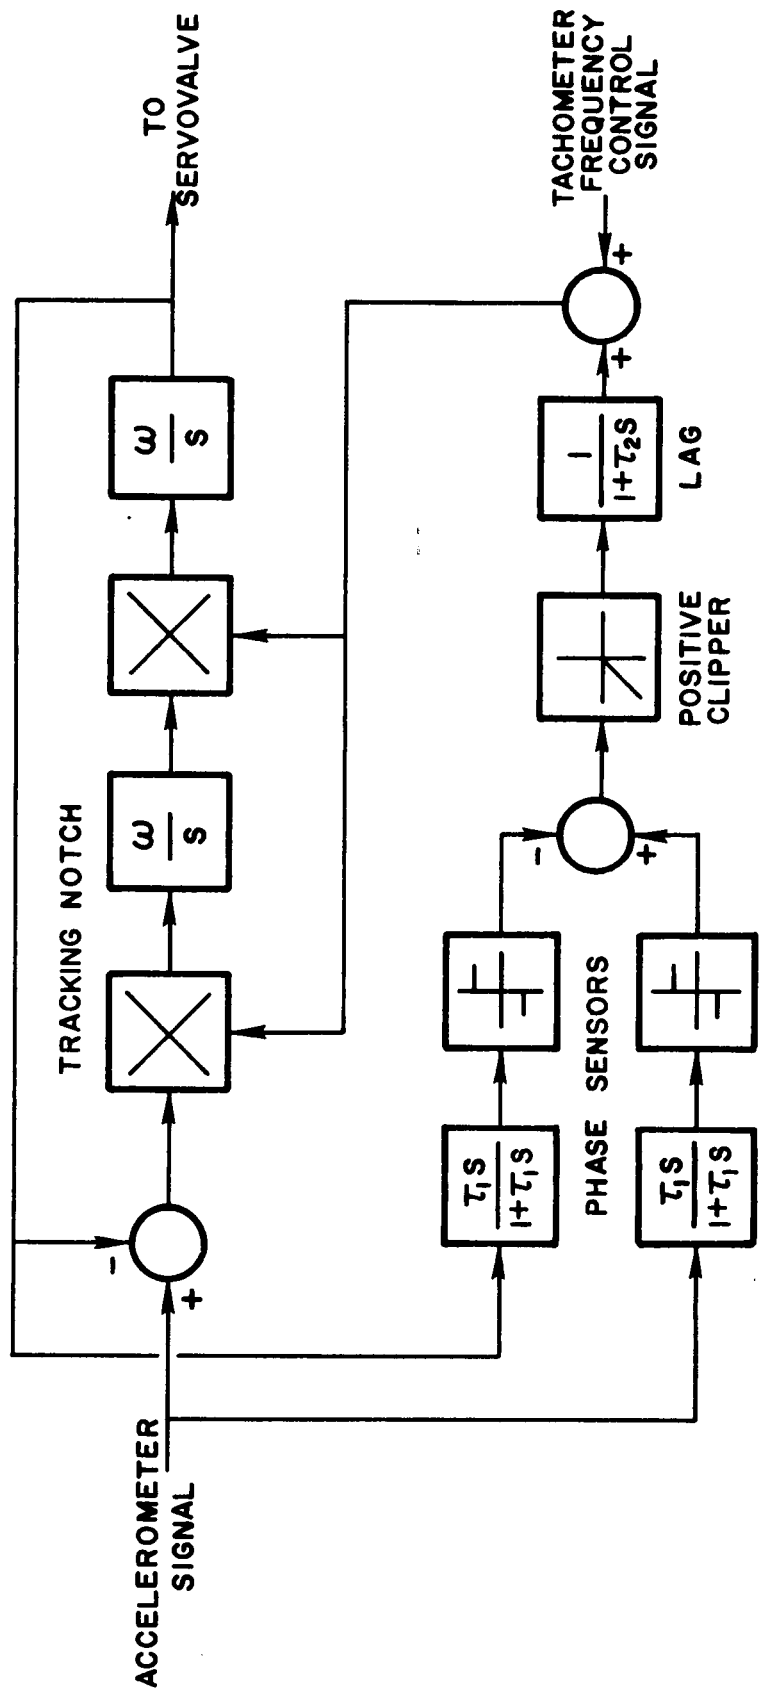 TRACKING NOTCH
ACCELEROMETER
SIGNAL
+
-
ω
s
ω
s
TO
SERVOVALVE
τ₁s
1+τ₁s
τ₁s
1+τ₁s
PHASE SENSORS
-
+
POSITIVE
CLIPPER
1
1+τ₂s
LAG
+
+
TACHOMETER
FREQUENCY
CONTROL
SIGNAL